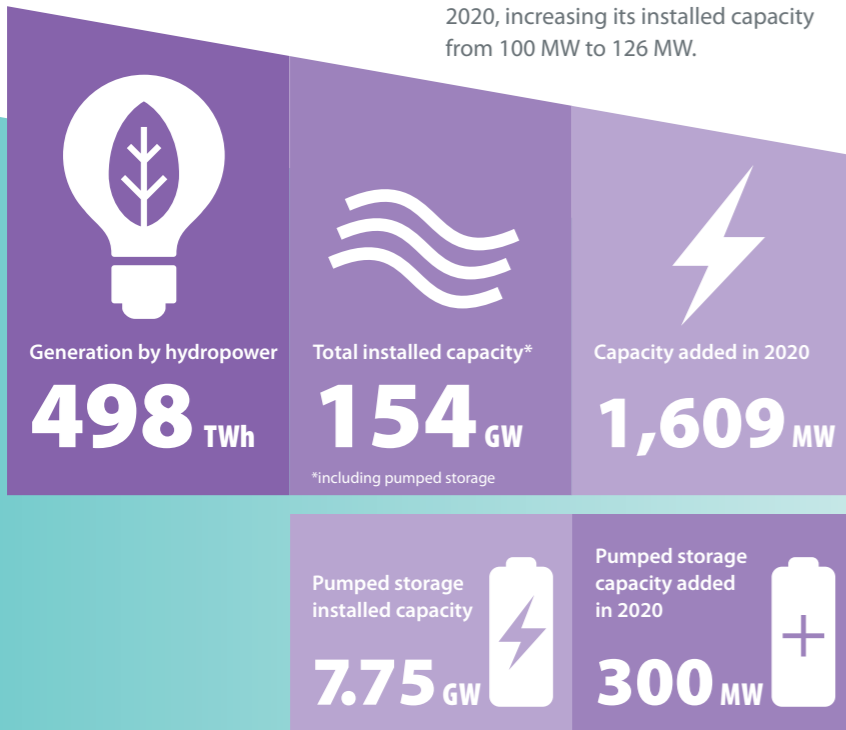 2020, increasing its installed capacity
from 100 MW to 126 MW.
Generation by hydropower
498 TWh
Total installed capacity*
154 GW
*including pumped storage
Capacity added in 2020
1,609 MW
Pumped storage
installed capacity
7.75 GW
Pumped storage
capacity added
in 2020
300 MW